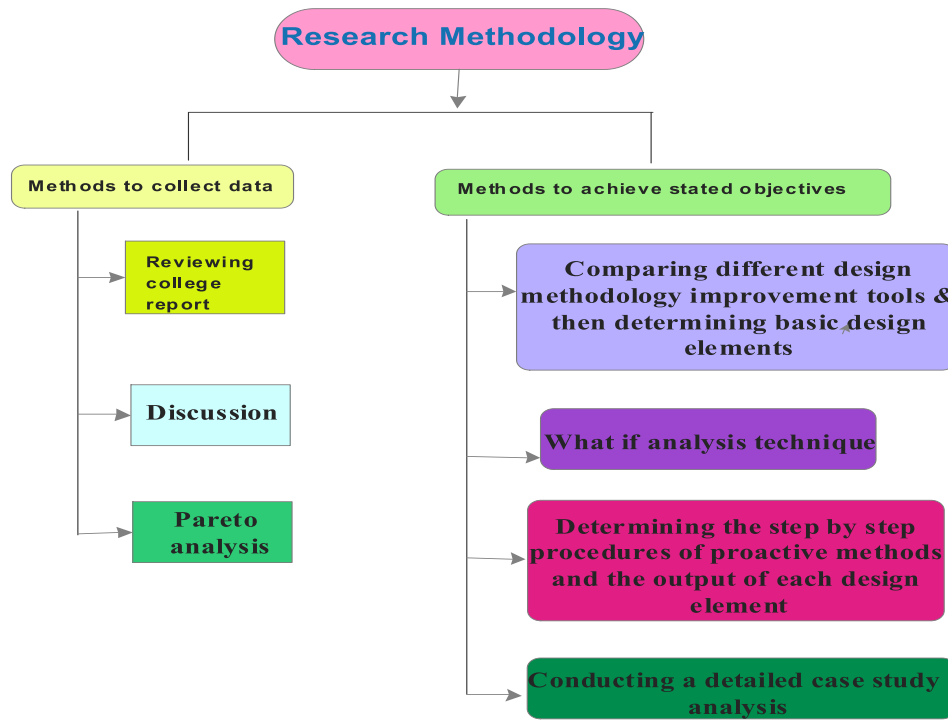 Research Methodology
Methods to collect data
Reviewing
college
report
Discussion
Pareto
analysis
Methods to achieve stated objectives
Comparing different design
methodology improvement tools &
then determining basic design
elements
What if analysis technique
Determining the step by step
procedures of proactive methods
and the output of each design
element
Conducting a detailed case study
analysis